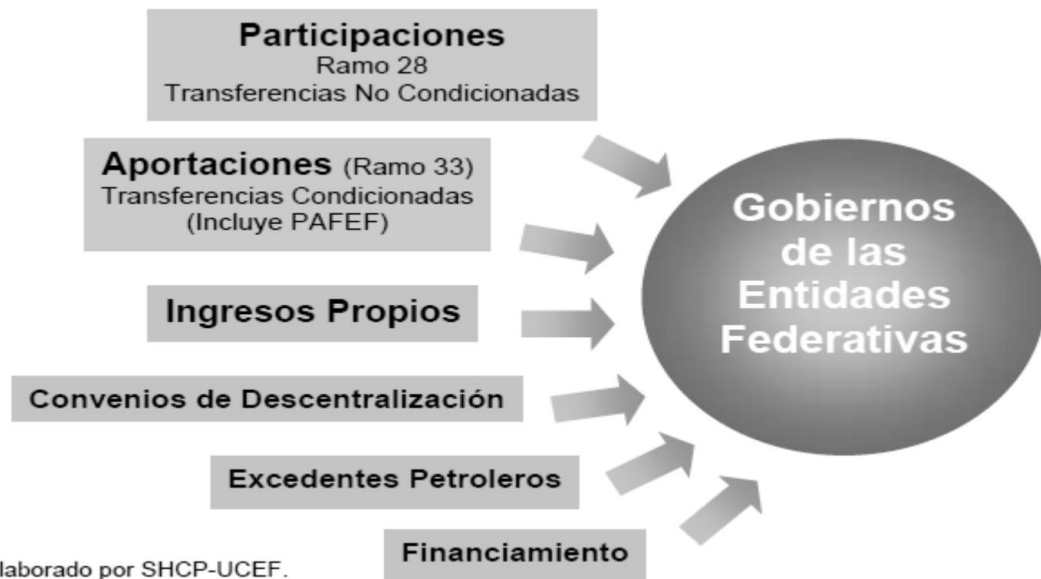 Participaciones
Ramo 28
Transferencias No Condicionadas
Aportaciones (Ramo 33)
Transferencias Condicionadas
(Incluye PAFEF)
Ingresos Propios
Convenios de Descentralización
Excedentes Petroleros
Financiamiento
Gobiernos
de las
Entidades
Federativas
laborado por SHCP-UCEF.